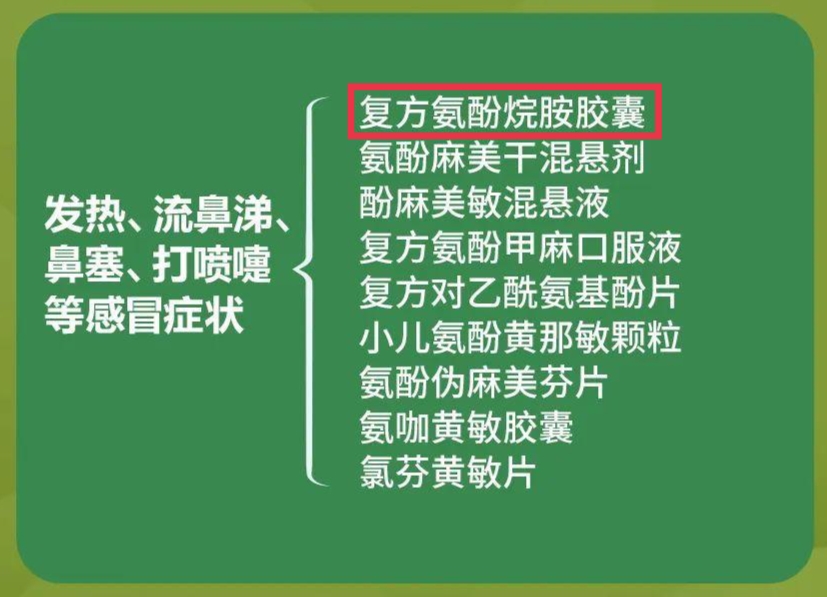 发热、流鼻涕、
鼻塞、打喷嚏
等感冒症状
复方氨酚烷胺胶囊
氨酚麻美干混悬剂
酚麻美敏混悬液
复方氨酚甲麻口服液
复方对乙酰氨基酚片
小儿氨酚黄那敏颗粒
氨酚伪麻美芬片
氨咖黄敏胶囊
氯芬黄敏片